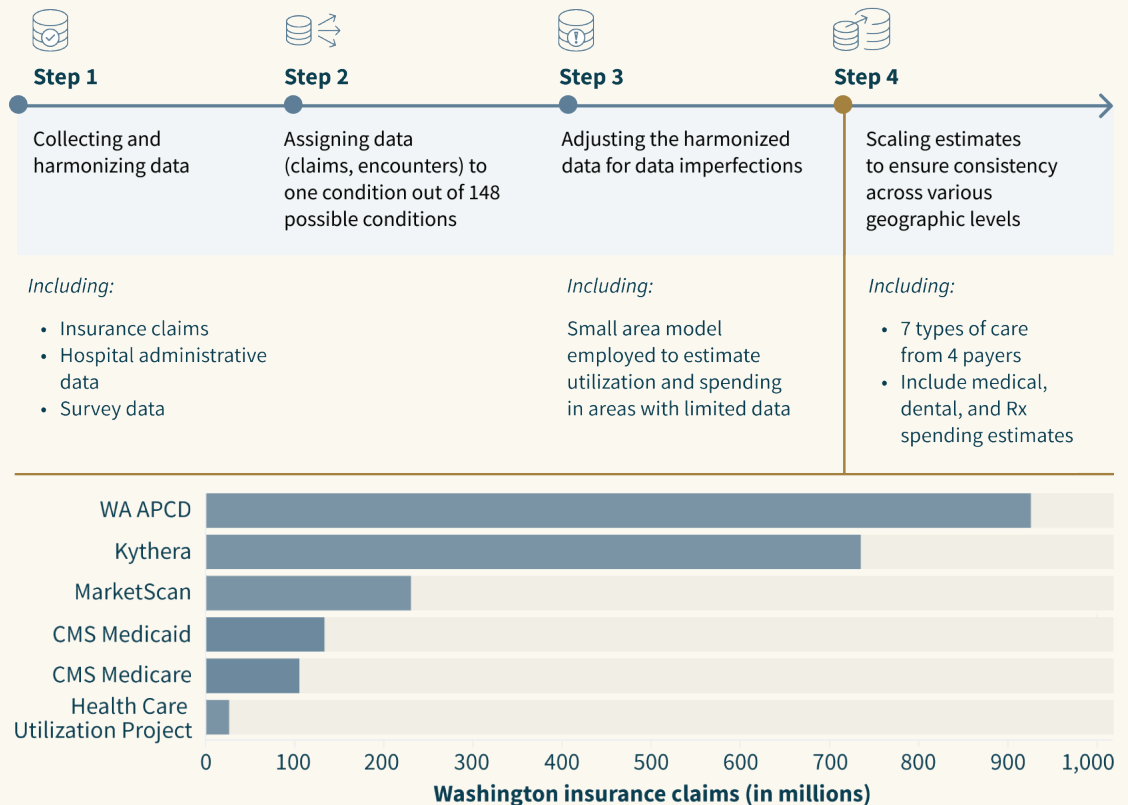 Step 1
Step 2
Step 3
Step 4
Collecting and
harmonizing data
Assigning data
(claims, encounters) to
one condition out of 148
possible conditions
Adjusting the harmonized
data for data imperfections
Scaling estimates
to ensure consistency
across various
geographic levels
Including:
• Insurance claims
• Hospital administrative
data
• Survey data
Including:
Small area model
employed to estimate
utilization and spending
in areas with limited data
Including:
• 7 types of care
from 4 payers
• Include medical,
dental, and Rx
spending estimates
WA APCD
Kythera
MarketScan
CMS Medicaid
CMS Medicare
Health Care
Utilization Project
0 100 200 300 400 500 600 700 800 900 1,000
Washington insurance claims (in millions)